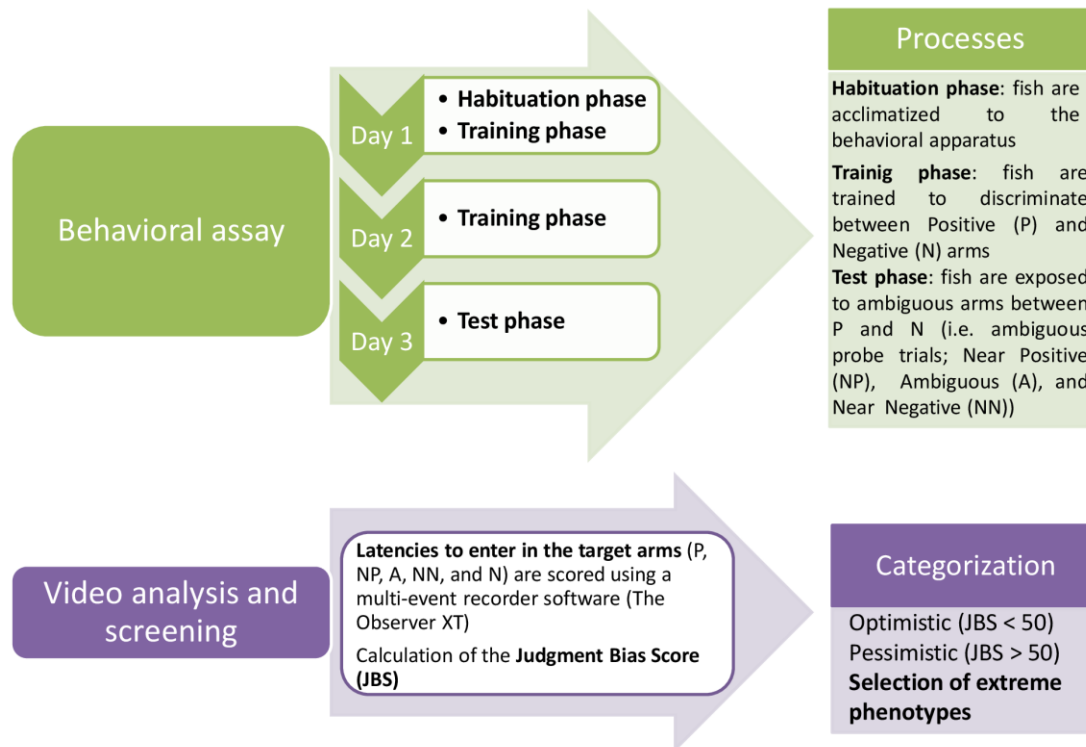 Behavioral assay
Day 1
• Habituation phase
• Training phase
Day 2
• Training phase
Day 3
• Test phase
Processes
Habituation phase: fish are
acclimatized to the
behavioral apparatus
Trainig phase: fish are
trained to discriminate
between Positive (P) and
Negative (N) arms
Test phase: fish are exposed
to ambiguous arms between
P and N (i.e. ambiguous
probe trials; Near Positive
(NP), Ambiguous (A), and
Near Negative (NN))
Video analysis and
screening
Latencies to enter in the target arms (P,
NP, A, NN, and N) are scored using a
multi-event recorder software (The
Observer XT)
Calculation of the Judgment Bias Score
(JBS)
Categorization
Optimistic (JBS < 50)
Pessimistic (JBS > 50)
Selection of extreme
phenotypes